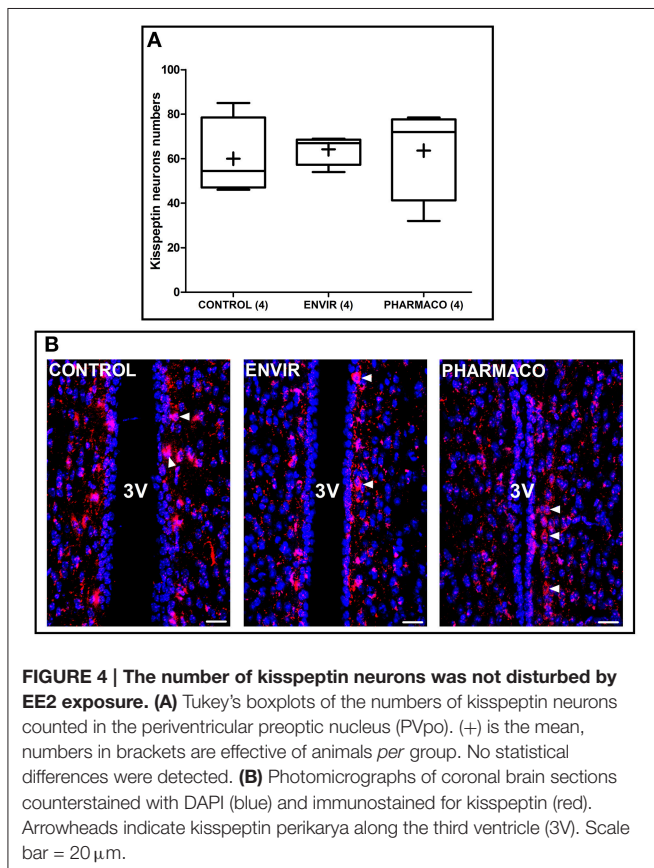 A
Kisspeptin neurons numbers
100
80
60
40
20
0
CONTROL (4) ENVIR (4) PHARMACO (4)
B
CONTROL ENVIR PHARMACO
3V 3V 3V
FIGURE 4 | The number of kisspeptin neurons was not disturbed by
EE2 exposure. (A) Tukey's boxplots of the numbers of kisspeptin neurons
counted in the periventricular preoptic nucleus (PVpo). (+) is the mean,
numbers in brackets are effective of animals per group. No statistical
differences were detected. (B) Photomicrographs of coronal brain sections
counterstained with DAPI (blue) and immunostained for kisspeptin (red).
Arrowheads indicate kisspeptin perikarya along the third ventricle (3V). Scale
bar = 20 μm.